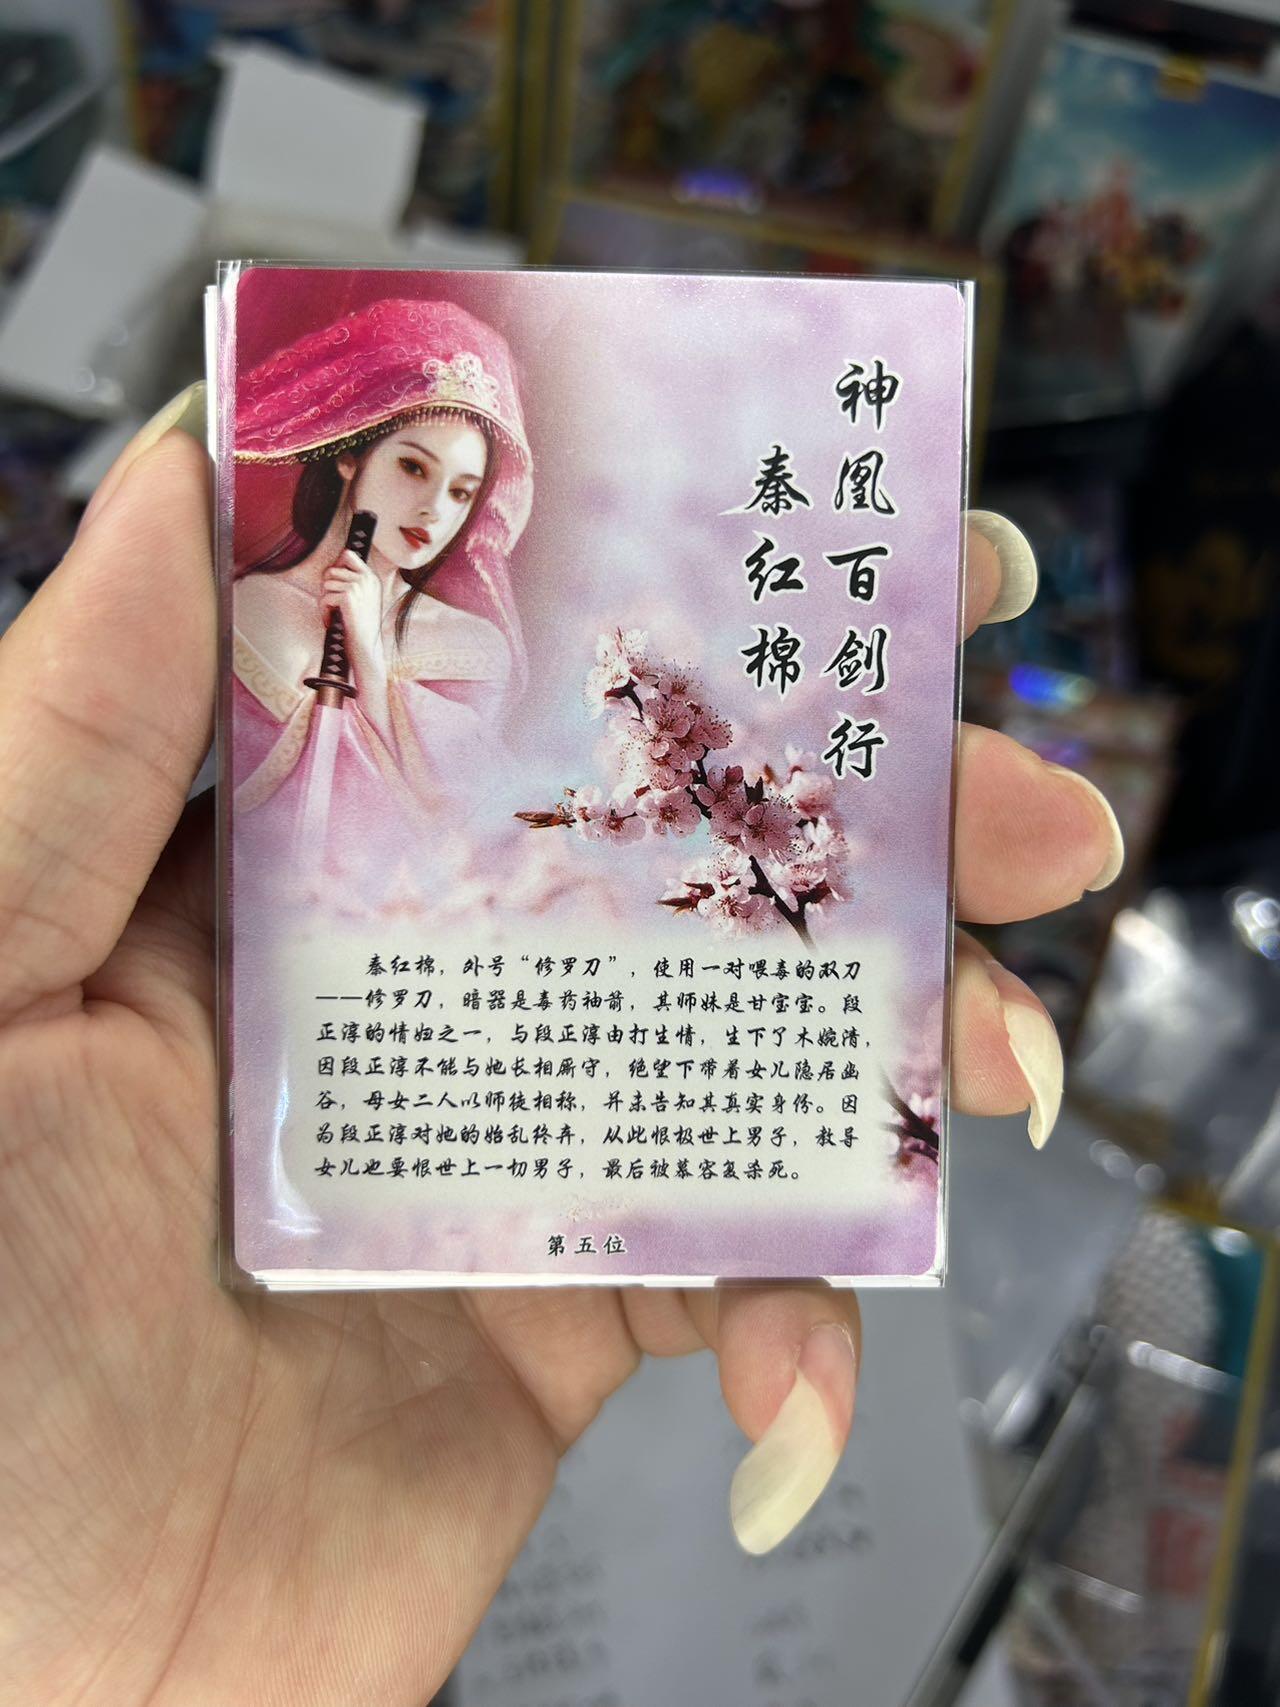 神凰百剑行
秦红棉
秦红棉，外号“修罗刀”，使用一对喂毒的双刀
——修罗刀，暗器是毒药袖箭，其师妹是甘宝宝。段
正淳的情妇之一，与段正淳由打生情，生下了木婉清，
因段正淳不能与她长相厮守，绝望下带着女儿隐居幽
谷，母女二人以师徒相称，并未告知其真实身份。因
为段正淳对她的始乱终弃，从此恨极世上男子，教导
女儿也要恨世上一切男子，最后被慕容复杀死。
第五位